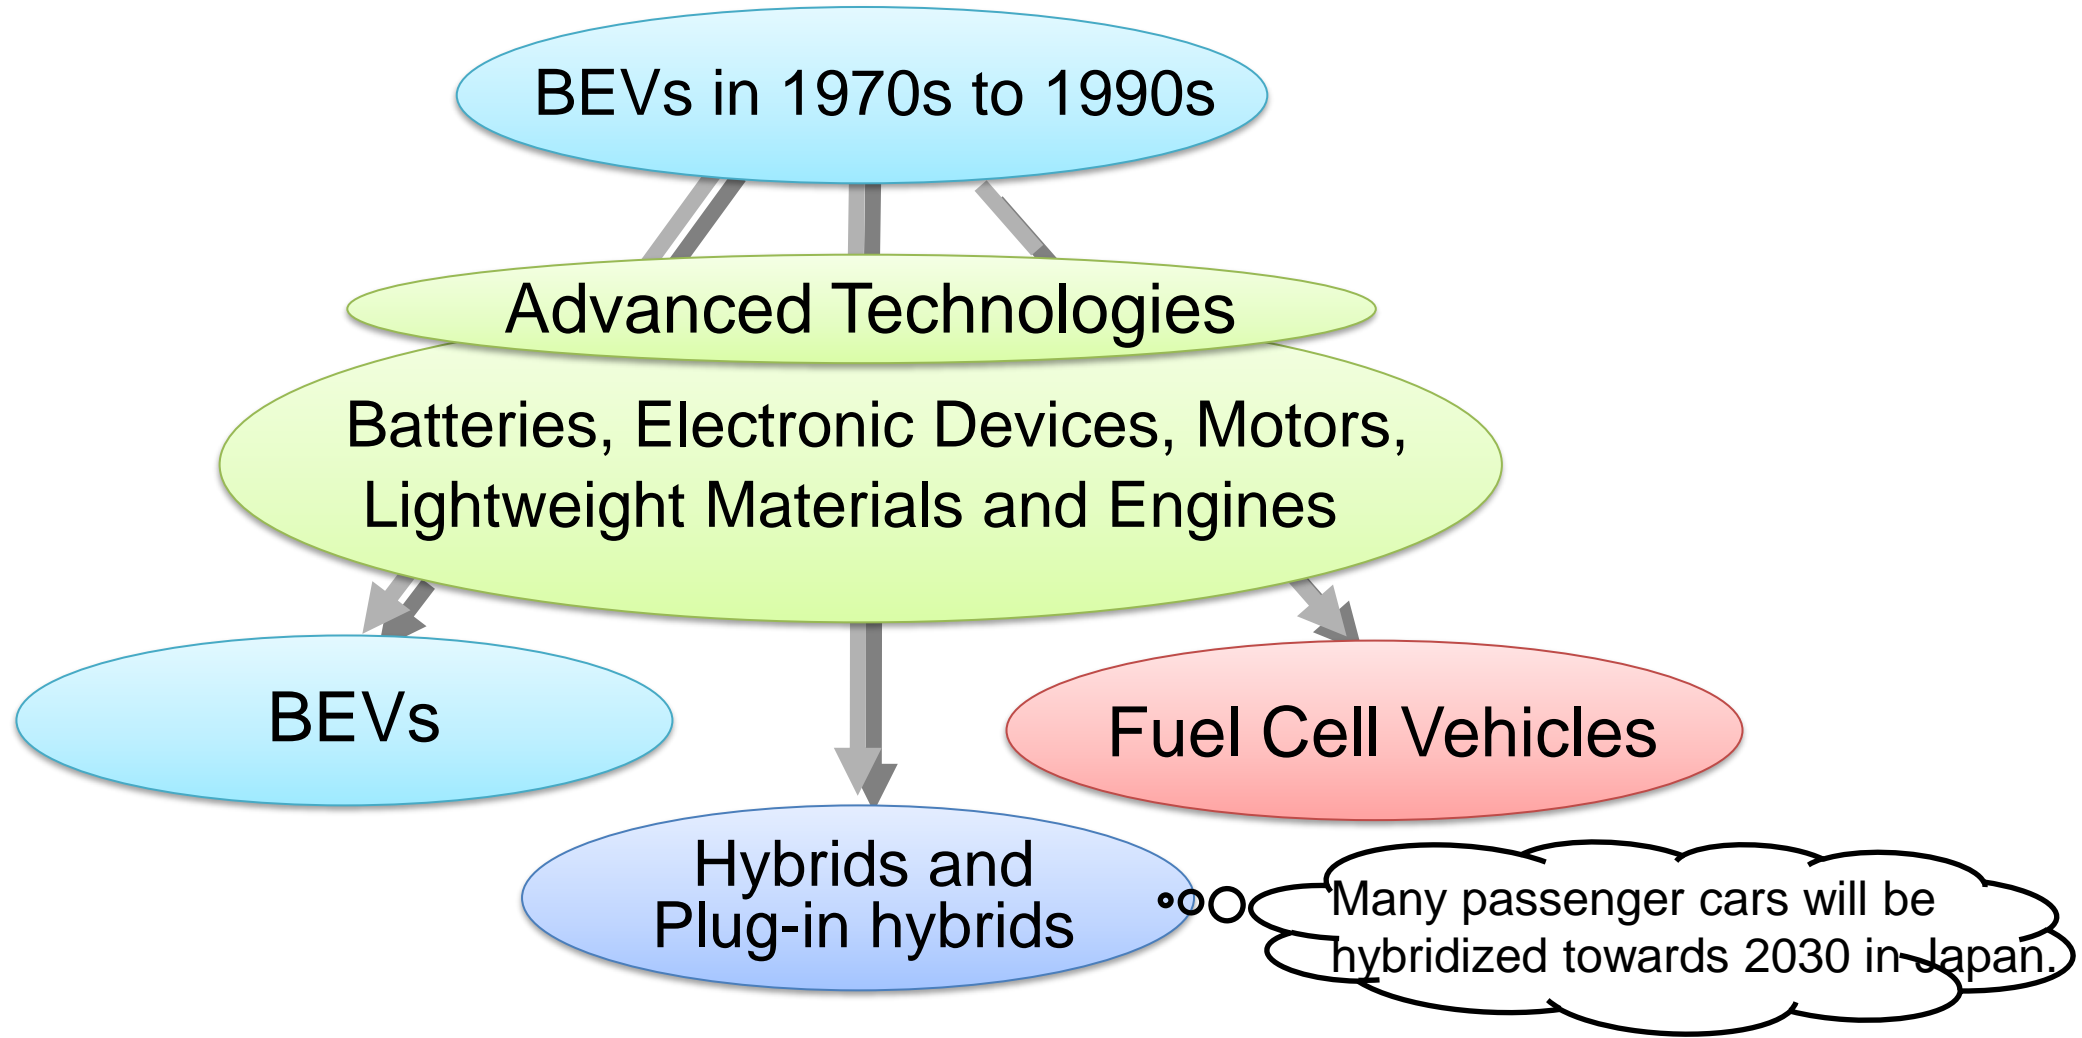 BEVs in 1970s to 1990s
Advanced Technologies
Batteries, Electronic Devices, Motors,
Lightweight Materials and Engines
BEVs
Fuel Cell Vehicles
Hybrids and
Plug-in hybrids
Many passenger cars will be
hybridized towards 2030 in Japan.